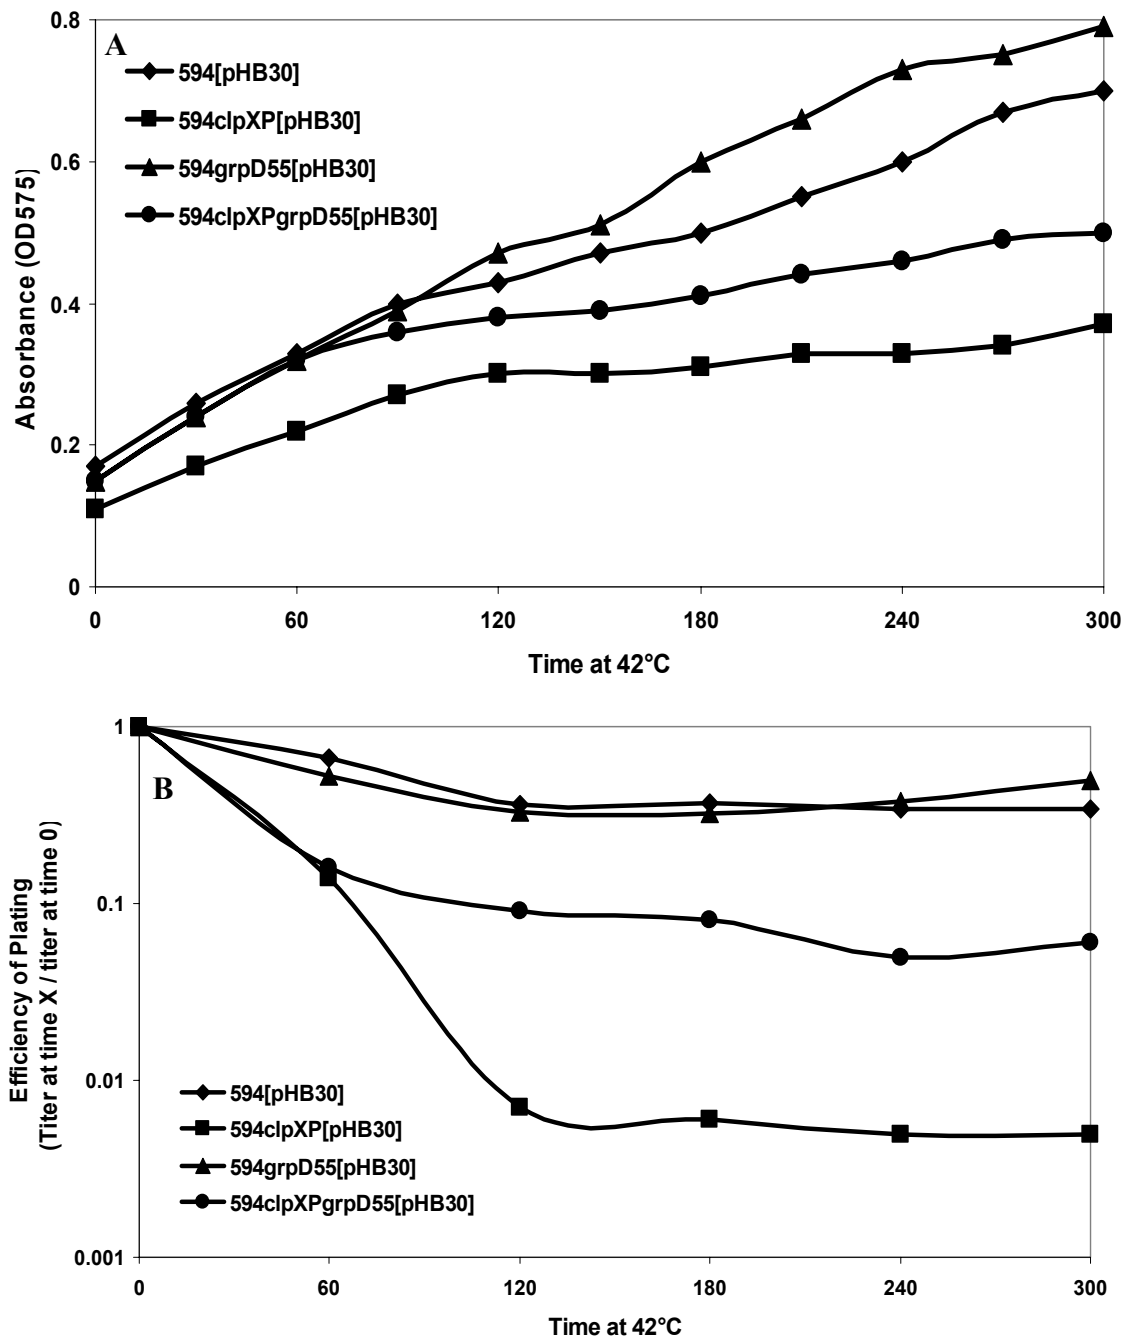 A
594[pHB30]
594clpXP[pHB30]
594grpD55[pHB30]
594clpXPgrpD55[pHB30]
Absorbance (OD575)
0.8
0.6
0.4
0.2
0
0 60 120 180 240 300
Time at 42°C
B
Efficiency of Plating
(Titer at time X / titer at time 0)
1
0.1
0.01
0.001
594[pHB30]
594clpXP[pHB30]
594grpD55[pHB30]
594clpXPgrpD55[pHB30]
0 60 120 180 240 300
Time at 42°C